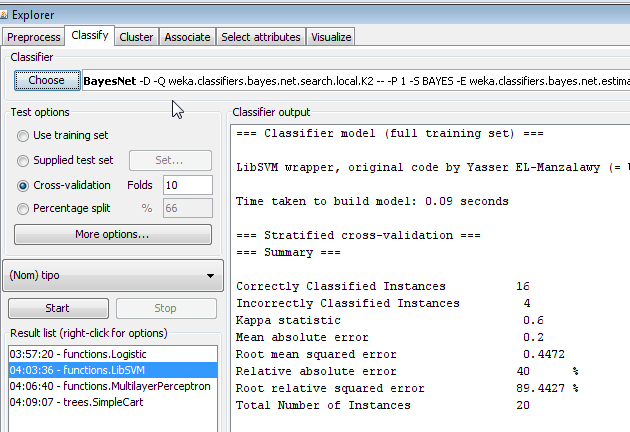 Explorer
Preprocess Classify Cluster Associate Select attributes Visualize
Classifier
Choose BayesNet -D -Q weka.classifiers.bayes.net.search.local.K2 -- -P 1 -S BAYES -E weka.classifiers.bayes.net.estima
Test options
Use training set
Supplied test set Set...
Cross-validation Folds 10
Percentage split % 66
More options...
(Nom) tipo
Start Stop
Result list (right-click for options)
03:57:20 - functions.Logistic
04:03:36 - functions.LibSVM
04:06:40 - functions.MultilayerPerceptron
04:09:07 - trees.SimpleCart
Classifier output
=== Classifier model (full training set) ===
LibSVM wrapper, original code by Yasser EL-Manzalawy (=
Time taken to build model: 0.09 seconds
=== Stratified cross-validation ===
=== Summary ===
Correctly Classified Instances 16
Incorrectly Classified Instances 4
Kappa statistic 0.6
Mean absolute error 0.2
Root mean squared error 0.4472
Relative absolute error 40 %
Root relative squared error 89.4427 %
Total Number of Instances 20